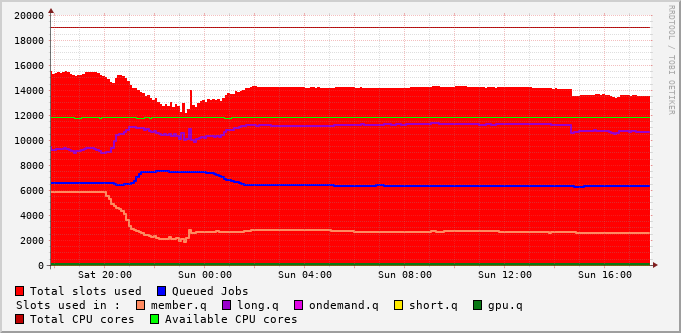 RRDTOOL / TOBI OETIKER
20000
18000
16000
14000
12000
10000
8000
6000
4000
2000
0
Sat 20:00 Sun 00:00 Sun 04:00 Sun 08:00 Sun 12:00 Sun 16:00
Total slots used Queued Jobs
Slots used in : member.q long.q ondemand.q short.q gpu.q
Total CPU cores Available CPU cores